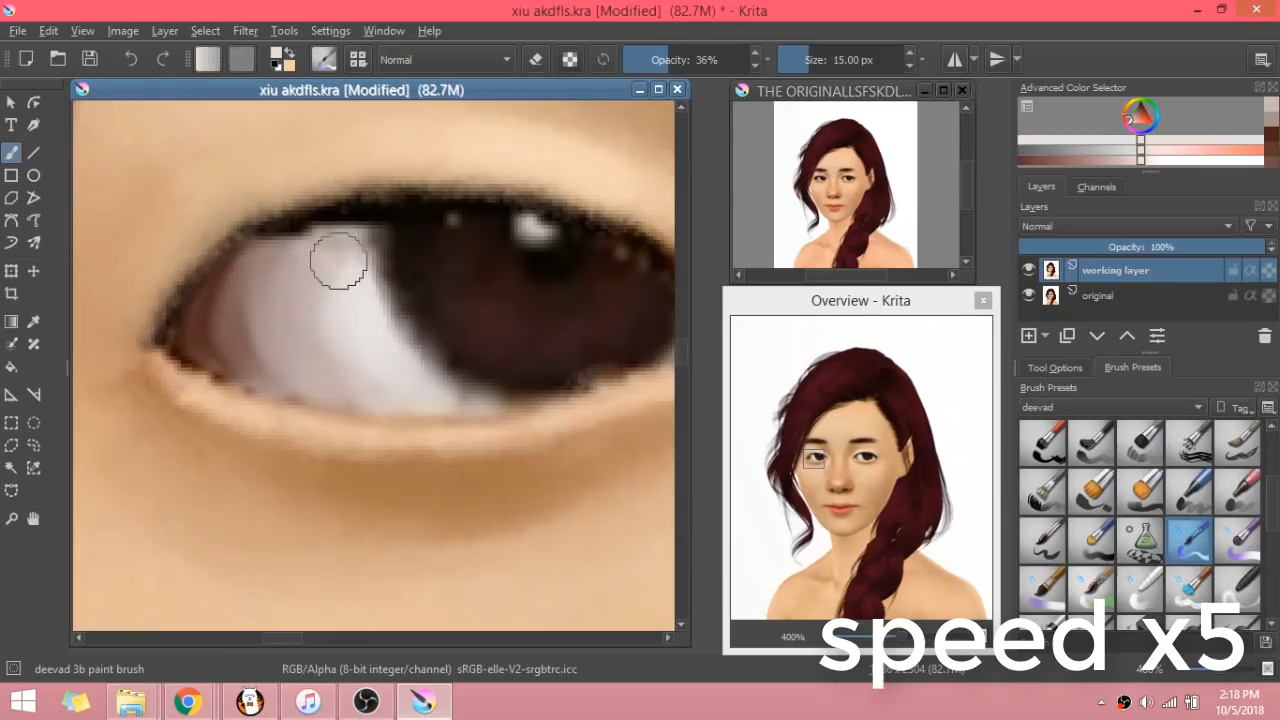 xiu akdfls.kra [Modified]  (82.7M) * - Krita
File Edit View Image Layer Select Filter Tools Settings Window Help
Normal Opacity: 36% Size: 15.00 px
xiu akdfls.kra [Modified]  (82.7M)
THE ORIGINALLSFSKDL...
Advanced Color Selector
Layers Channels
Layers
Normal
Opacity: 100%
working layer
original
Overview - Krita
Tool Options Brush Presets
Brush Presets
deevad Tag
400%
speed x5
deevad 3b paint brush RGB/Alpha (8-bit integer/channel)  sRGB-elle-V2-srgbtrc.icc
2:18 PM
10/5/2018